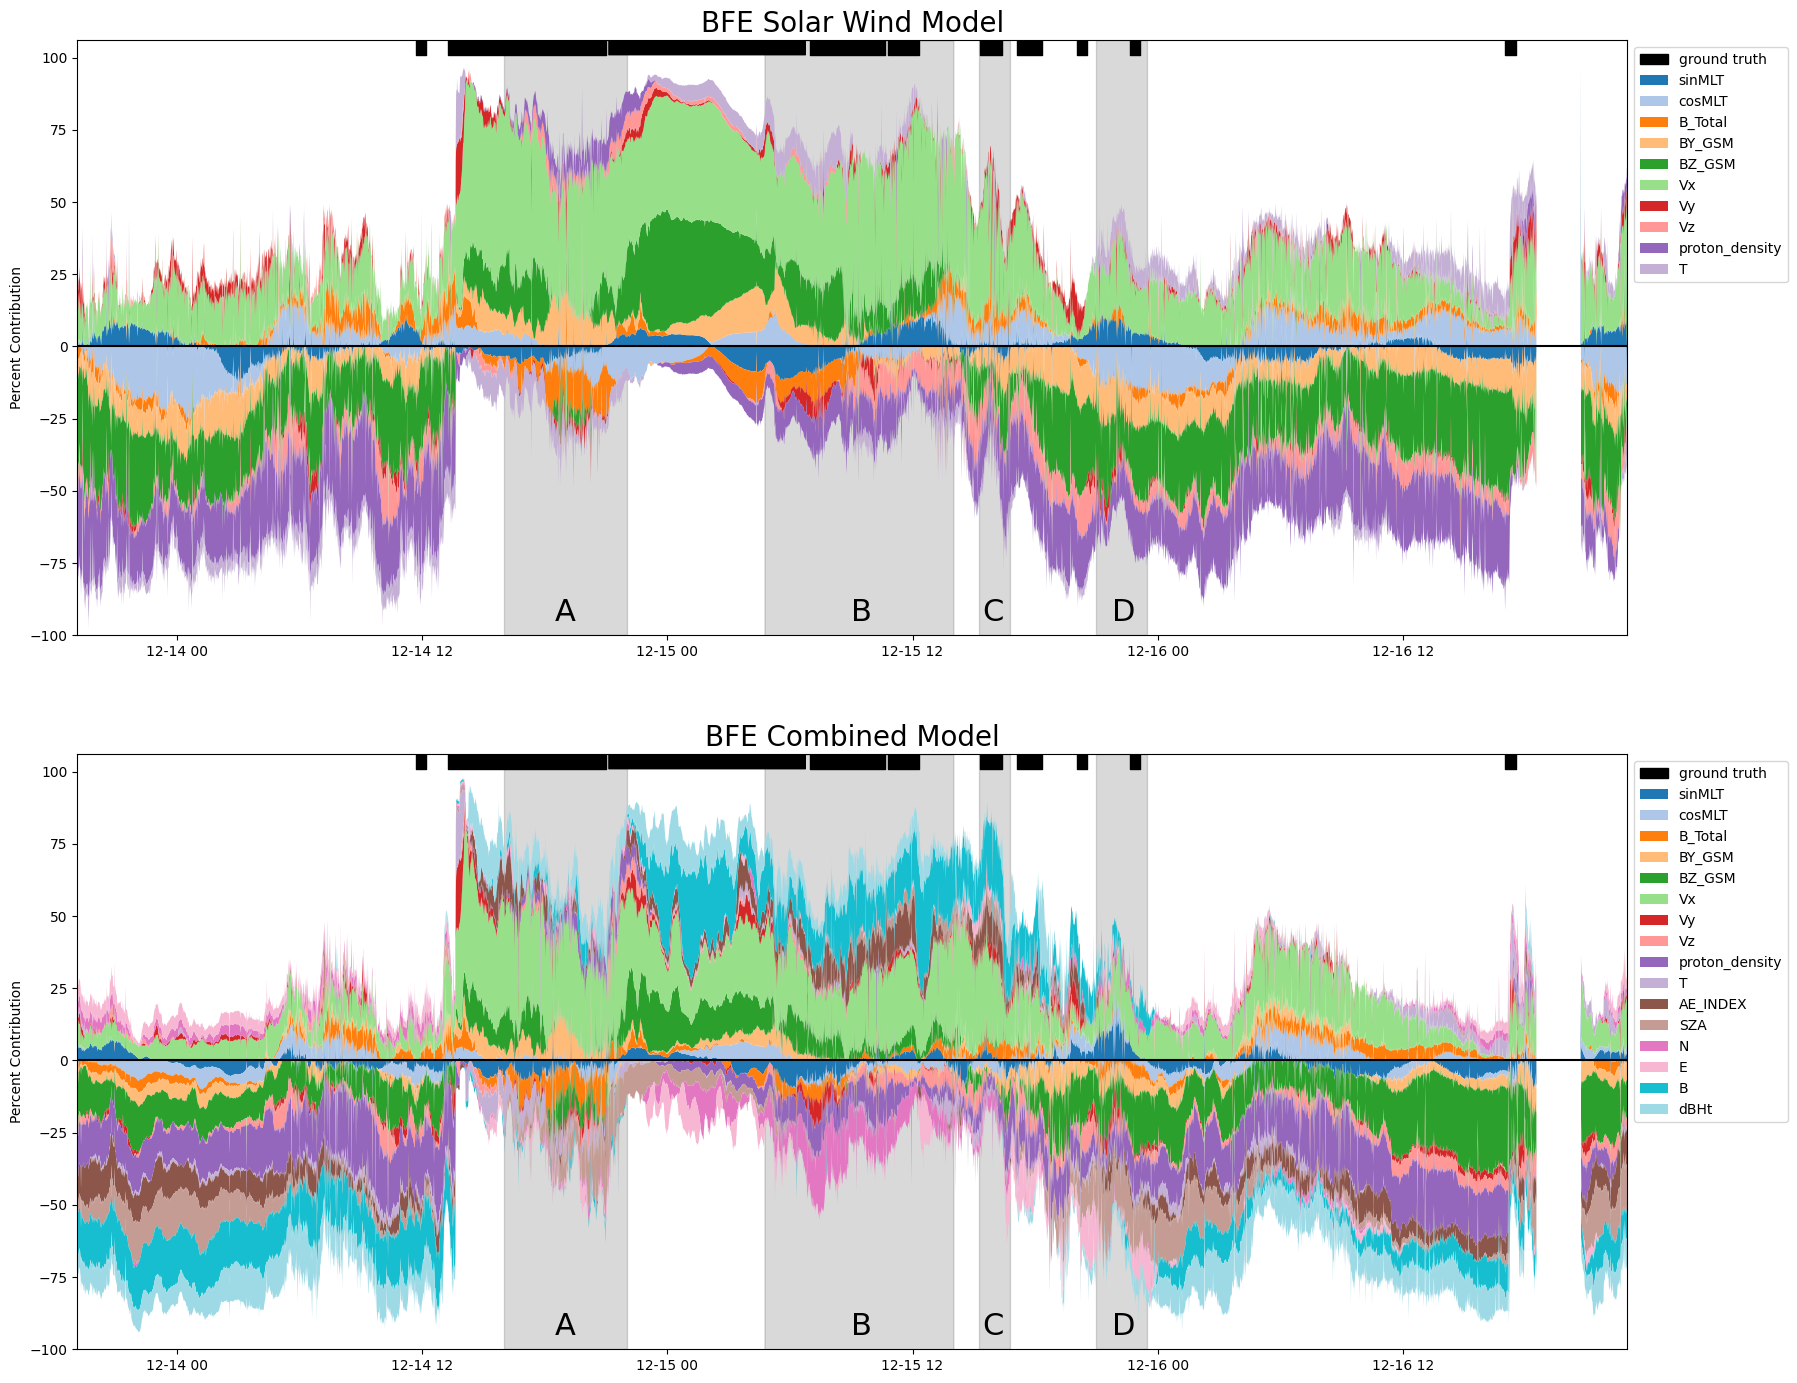 BFE Solar Wind Model
100
75
50
25
0
−25
−50
−75
−100
Percent Contribution
A
B
C
D
12-14 00
12-14 12
12-15 00
12-15 12
12-16 00
12-16 12
ground truth
sinMLT
cosMLT
B_Total
BY_GSM
BZ_GSM
Vx
Vy
Vz
proton_density
T
BFE Combined Model
100
75
50
25
0
−25
−50
−75
−100
Percent Contribution
A
B
C
D
12-14 00
12-14 12
12-15 00
12-15 12
12-16 00
12-16 12
ground truth
sinMLT
cosMLT
B_Total
BY_GSM
BZ_GSM
Vx
Vy
Vz
proton_density
T
AE_INDEX
SZA
N
E
B
dBHt